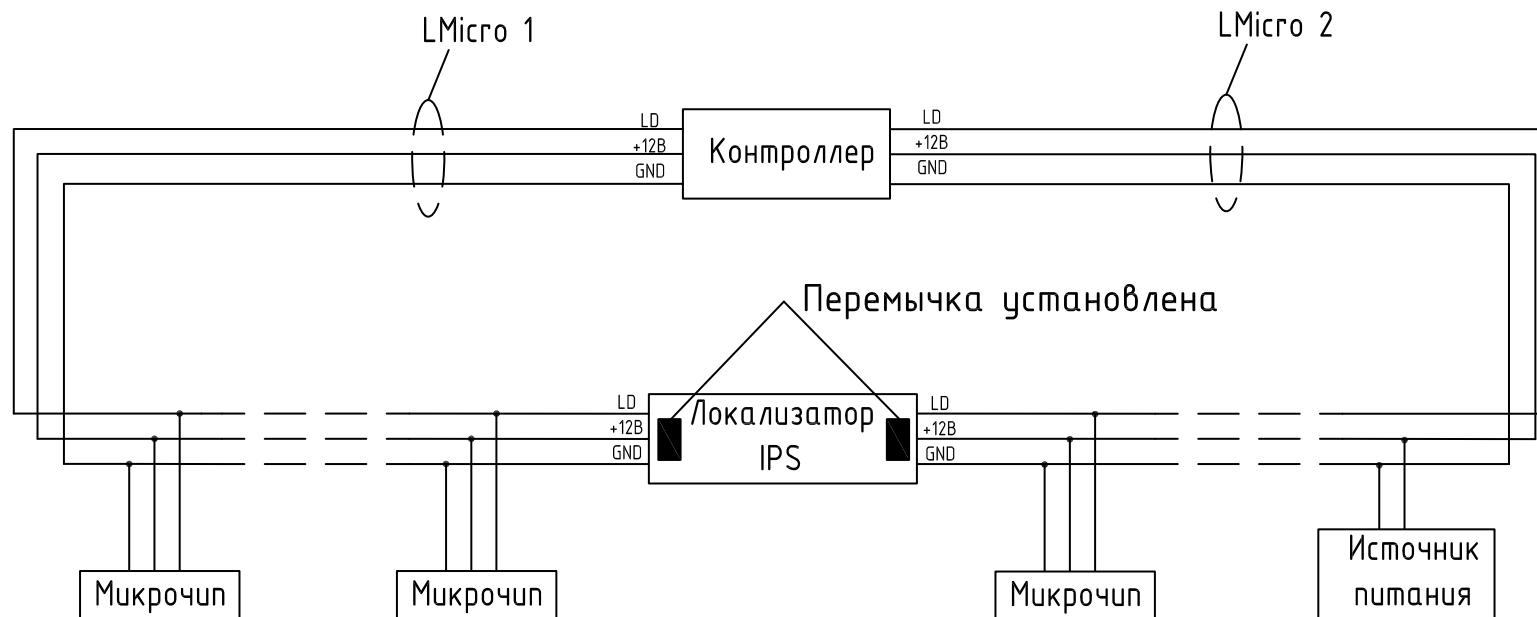 LMicro 1
LMicro 2
LD
+12В
GND
Контроллер
LD
+12В
GND
Перемычка установлена
LD
+12В
GND
Локализатор
IPS
LD
+12В
GND
Микрочип
Микрочип
Микрочип
Источник
питания